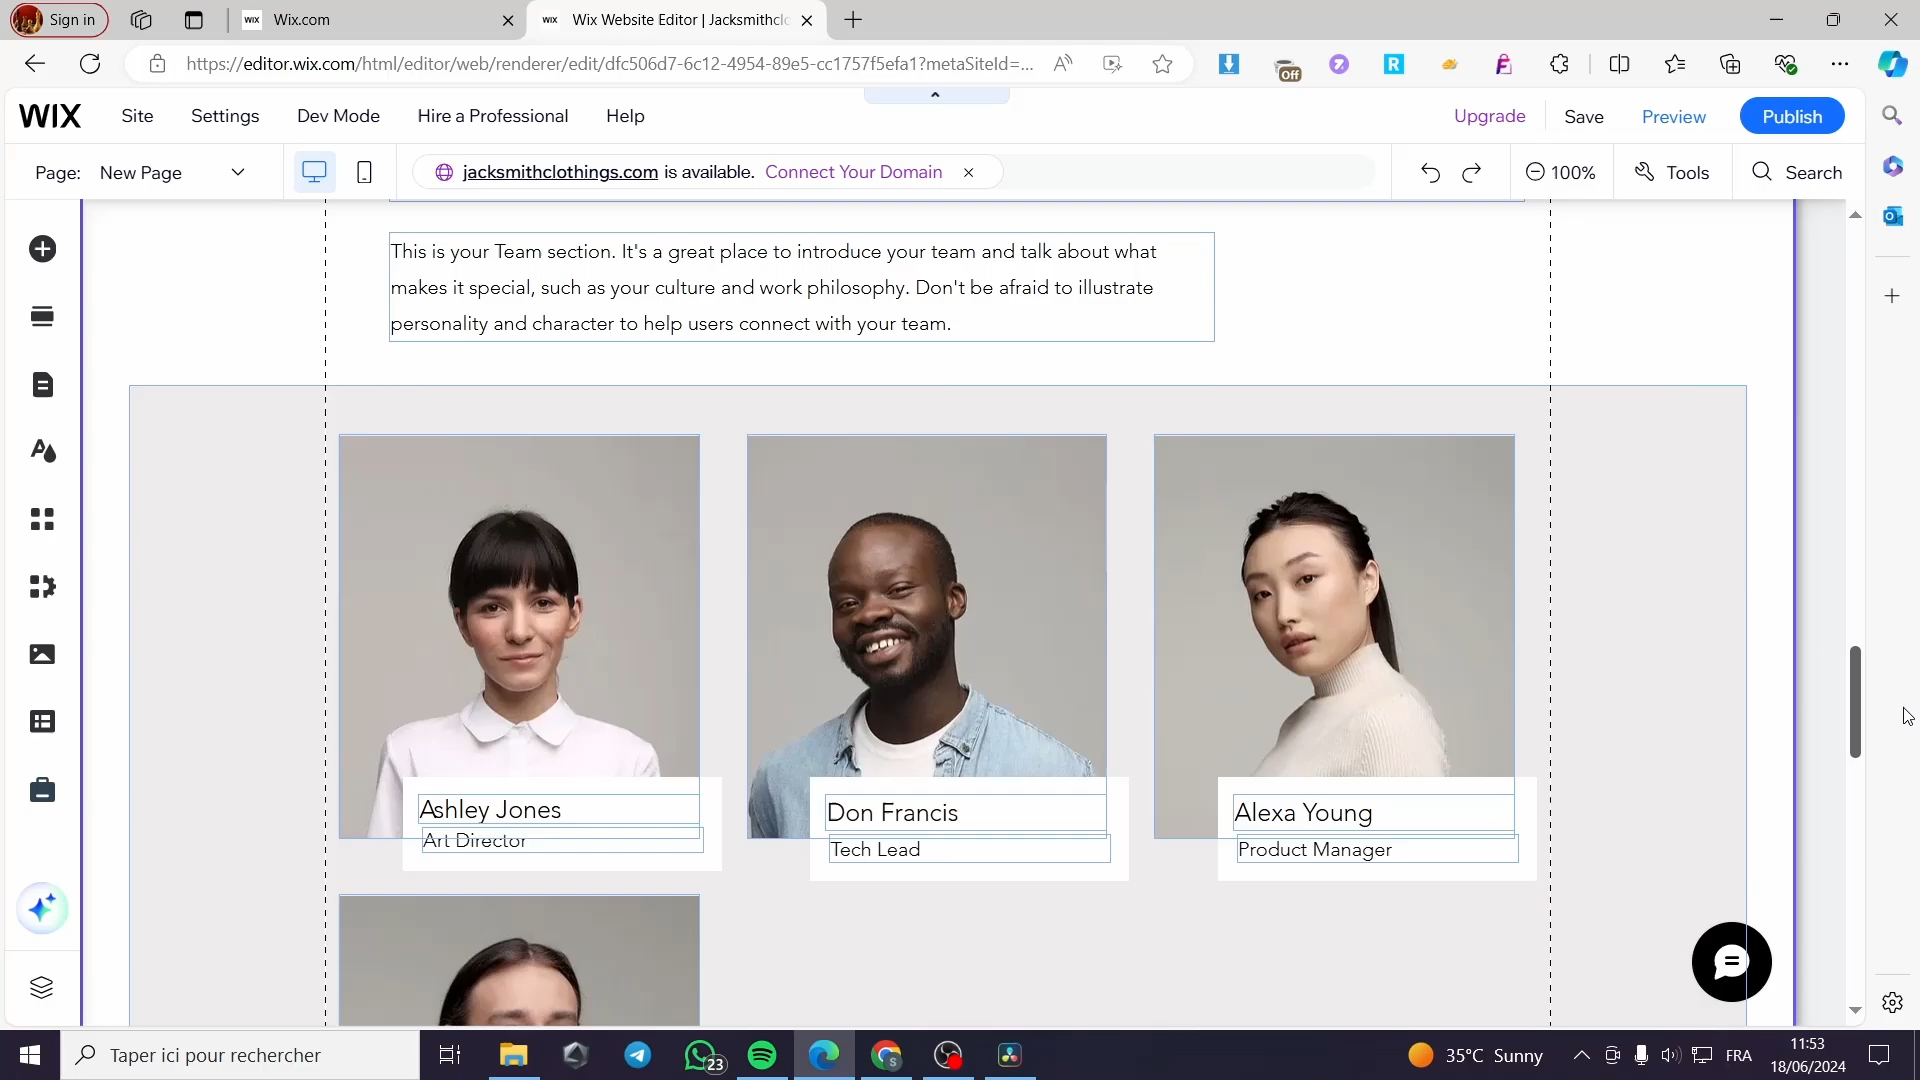 Sign in
WIX Wix.com
WIX Wix Website Editor | Jacksmithclo
https://editor.wix.com/html/editor/web/renderer/edit/dfc506d7-6c12-4954-89e5-cc1757f5efa1?metaSiteId=...
Off
WIX Site Settings Dev Mode Hire a Professional Help Upgrade Save Preview Publish
Page: New Page jacksmithclothings.com is available. Connect Your Domain 100% Tools Search
This is your Team section. It's a great place to introduce your team and talk about what
makes it special, such as your culture and work philosophy. Don't be afraid to illustrate
personality and character to help users connect with your team.
Ashley Jones
Art Director
Don Francis
Tech Lead
Alexa Young
Product Manager
Taper ici pour rechercher
23
35°C Sunny
FRA
11:53
18/06/2024